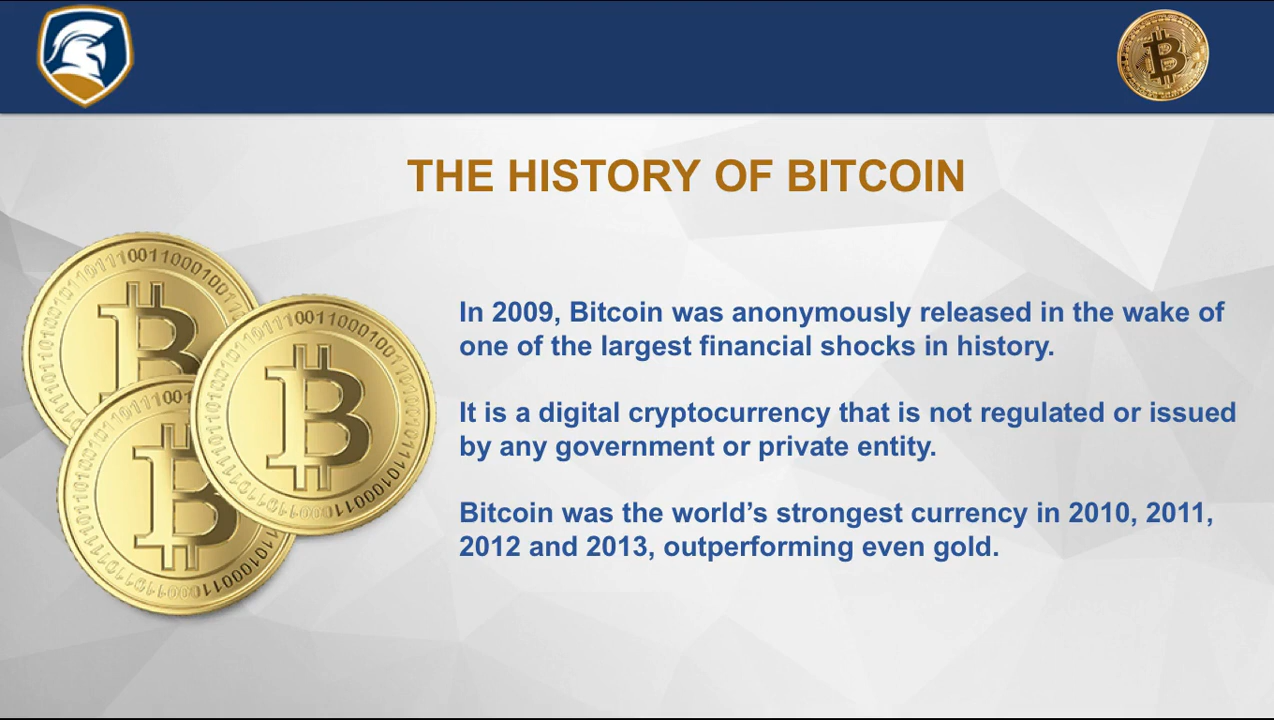 THE HISTORY OF BITCOIN
In 2009, Bitcoin was anonymously released in the wake of
one of the largest financial shocks in history.
It is a digital cryptocurrency that is not regulated or issued
by any government or private entity.
Bitcoin was the world’s strongest currency in 2010, 2011,
2012 and 2013, outperforming even gold.